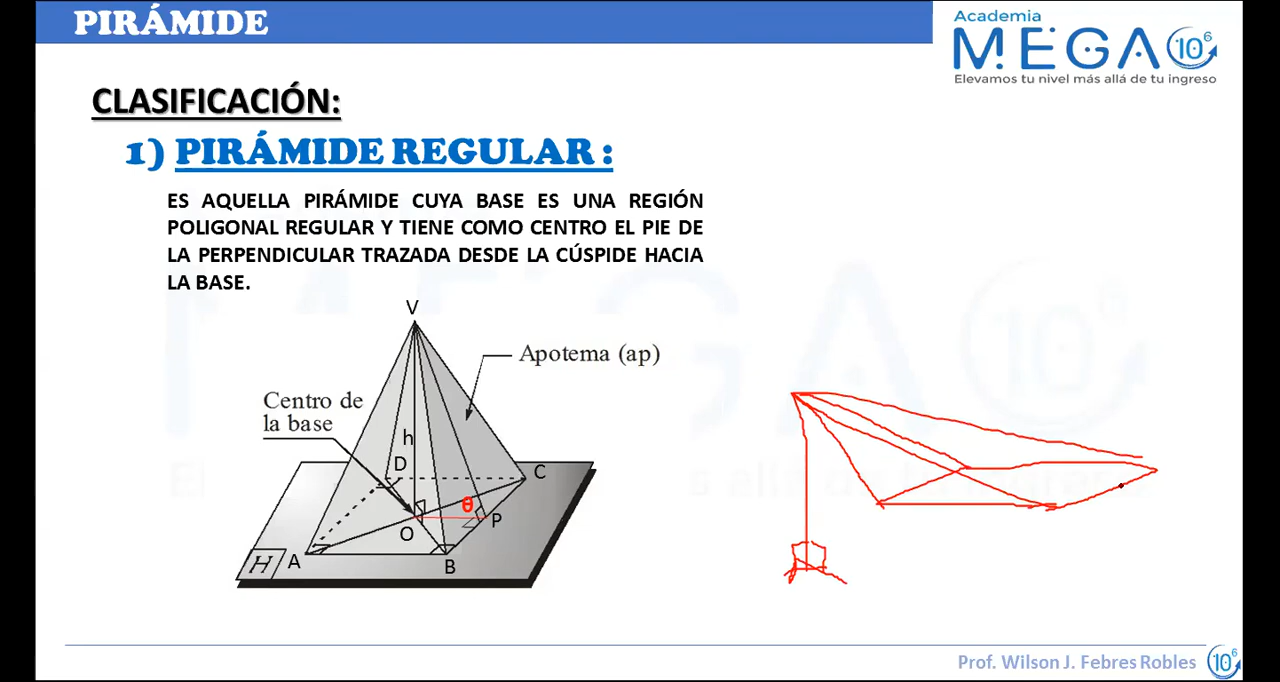 PIRÁMIDE
Academia
MEGA 10⁶
Elevamos tu nivel más allá de tu ingreso
CLASIFICACIÓN:
1) PIRÁMIDE REGULAR :
ES AQUELLA PIRÁMIDE CUYA BASE ES UNA REGIÓN
POLIGONAL REGULAR Y TIENE COMO CENTRO EL PIE DE
LA PERPENDICULAR TRAZADA DESDE LA CÚSPIDE HACIA
LA BASE.
V
Apotema (ap)
Centro de
la base
h
D
C
θ
P
O
A
B
H
Prof. Wilson J. Febres Robles
10⁶